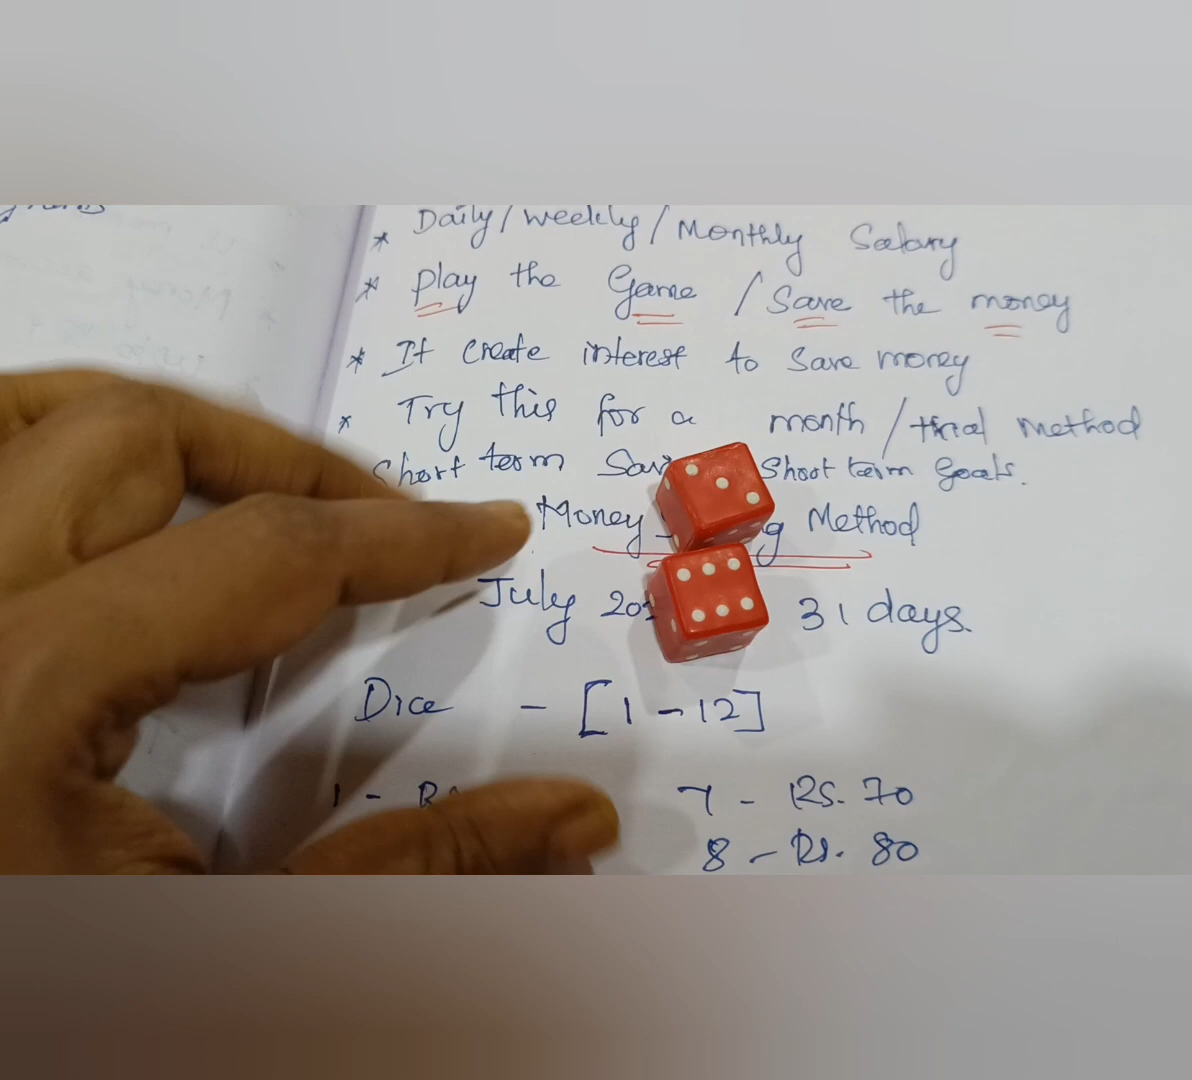 * Daily/weekly/Monthly Salary
* Play the Game / Save the money
* It create interest to save money
* Try this for a month/trial Method
Short term Shoot term Goals.
Money Method
July 31 days.
Dice - [1-12]
1 - 7 - Rs. 70
8 - Rs. 80